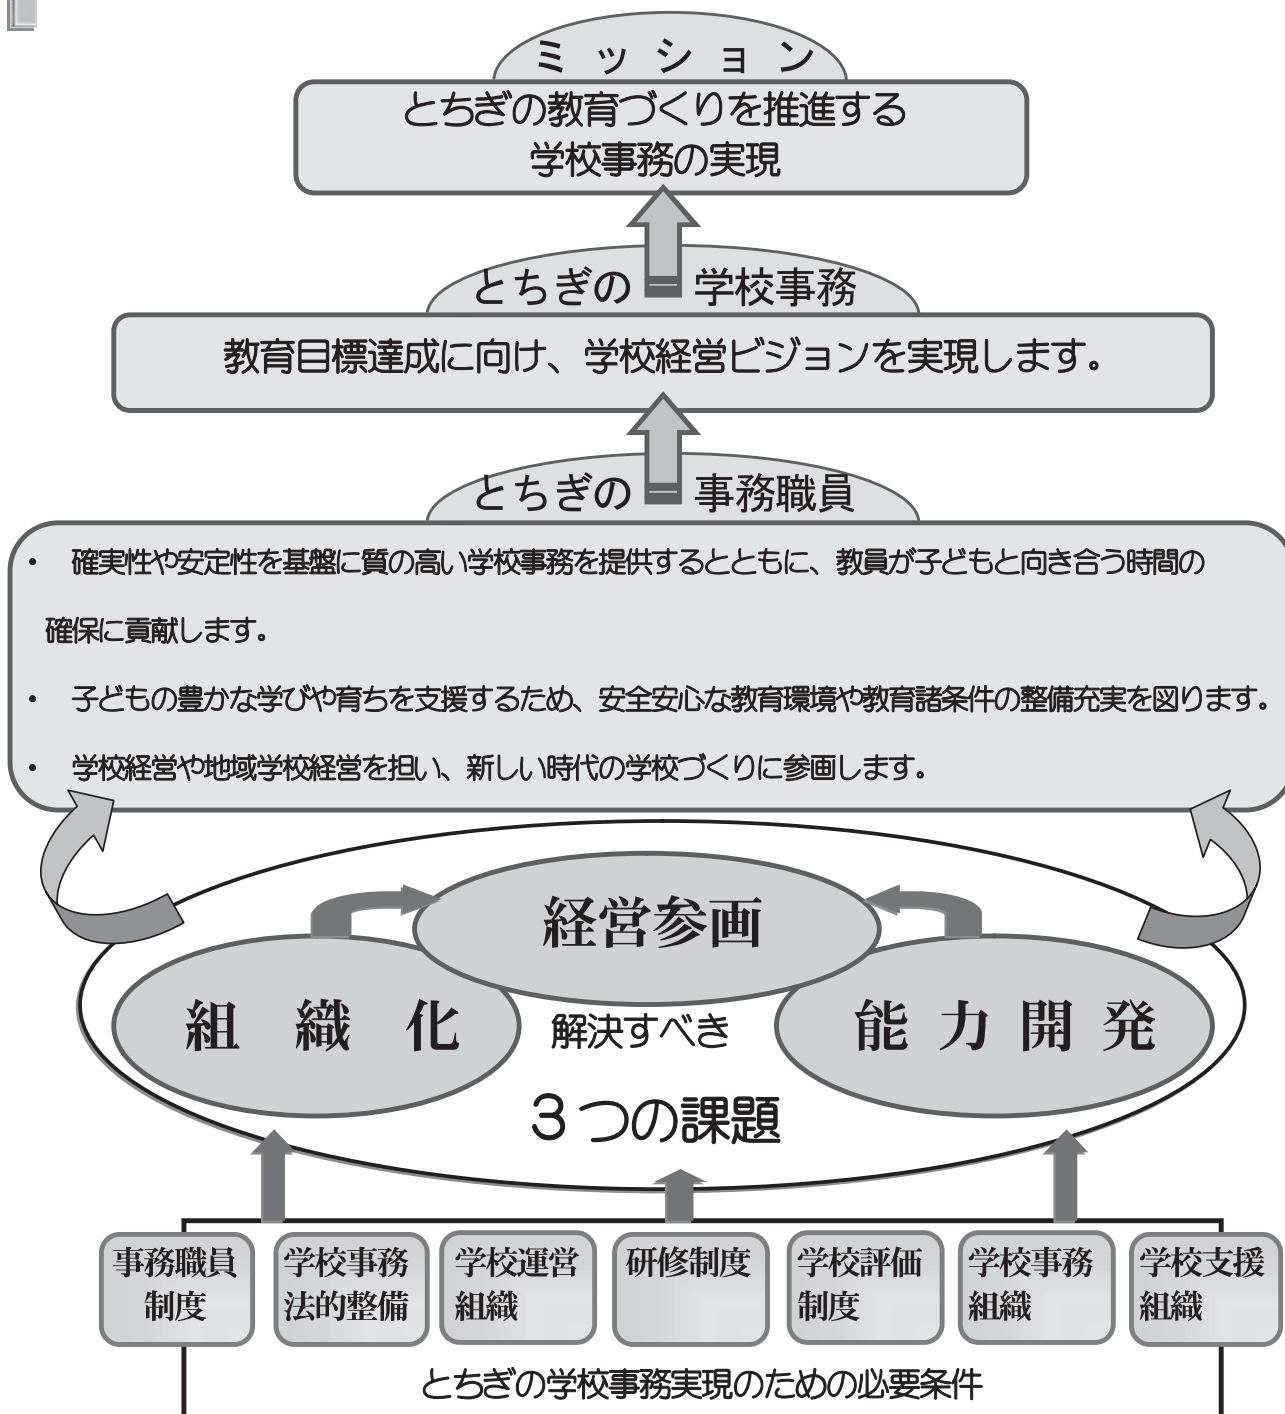 ミッション
とちぎの教育づくりを推進する
学校事務の実現
とちぎの 学校事務
教育目標達成に向け、学校経営ビジョンを実現します。
とちぎの 事務職員
・ 確実性や安定性を基盤に質の高い学校事務を提供するとともに、教員が子どもと向き合う時間の
確保に貢献します。
・ 子どもの豊かな学びや育ちを支援するため、安全安心な教育環境や教育諸条件の整備充実を図ります。
・ 学校経営や地域学校経営を担い、新しい時代の学校づくりに参画します。
経営参画
組織化
能力開発
解決すべき
3つの課題
事務職員
制度
学校事務
法的整備
学校運営
組織
研修制度
学校評価
制度
学校事務
組織
学校支援
組織
とちぎの学校事務実現のための必要条件